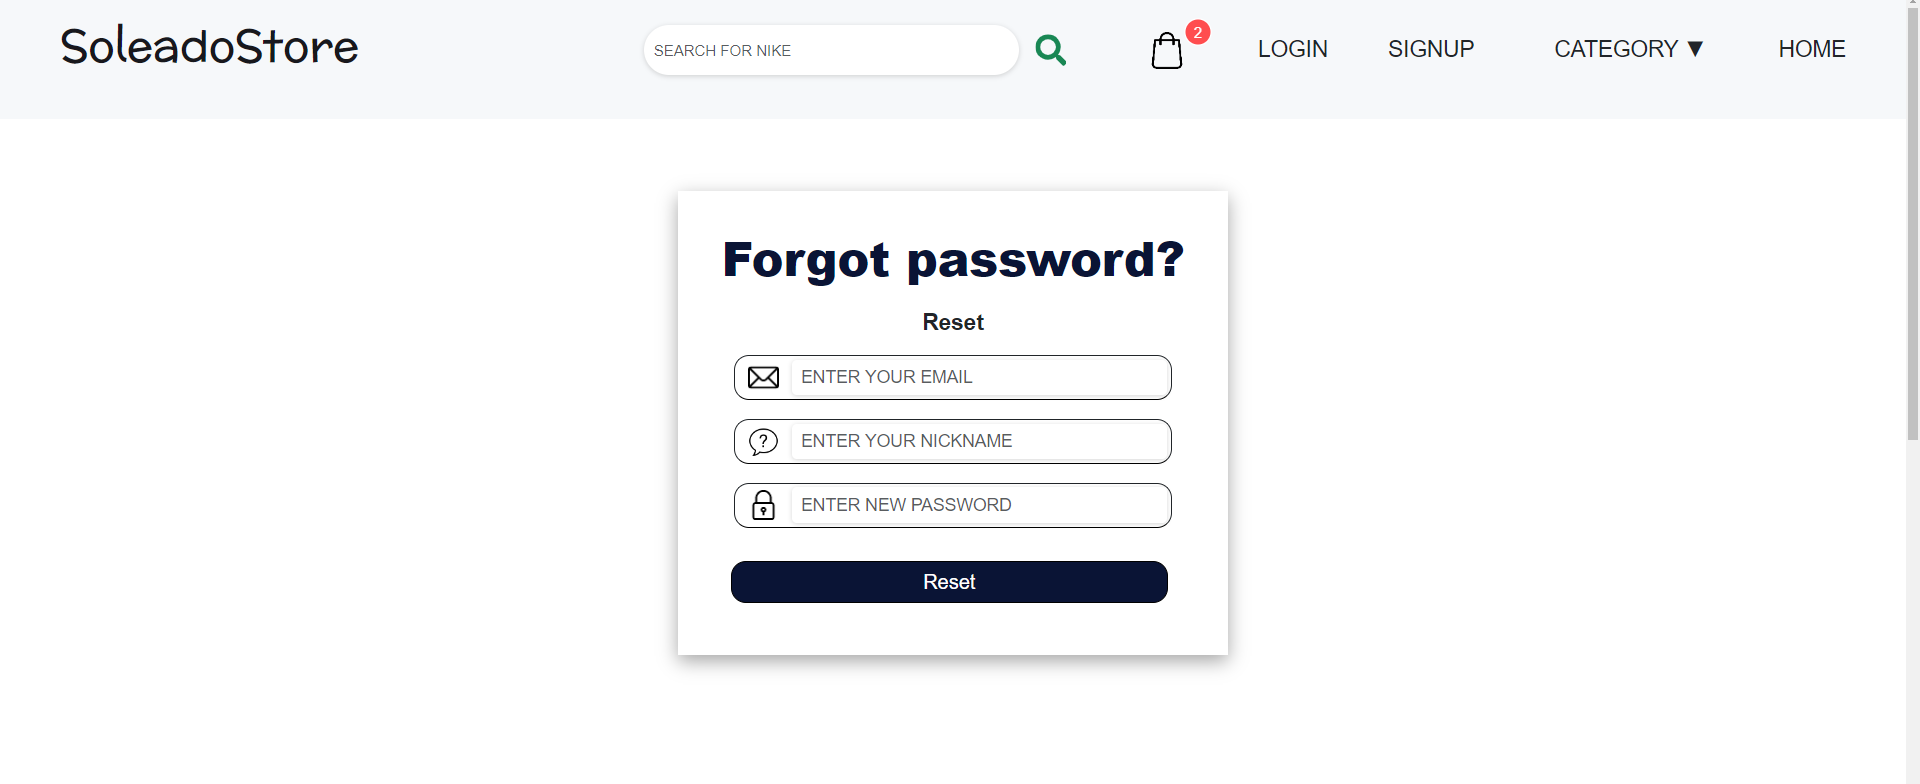 SoleadoStore
SEARCH FOR NIKE
2
LOGIN
SIGNUP
CATEGORY ▼
HOME
Forgot password?
Reset
ENTER YOUR EMAIL
?
ENTER YOUR NICKNAME
ENTER NEW PASSWORD
Reset